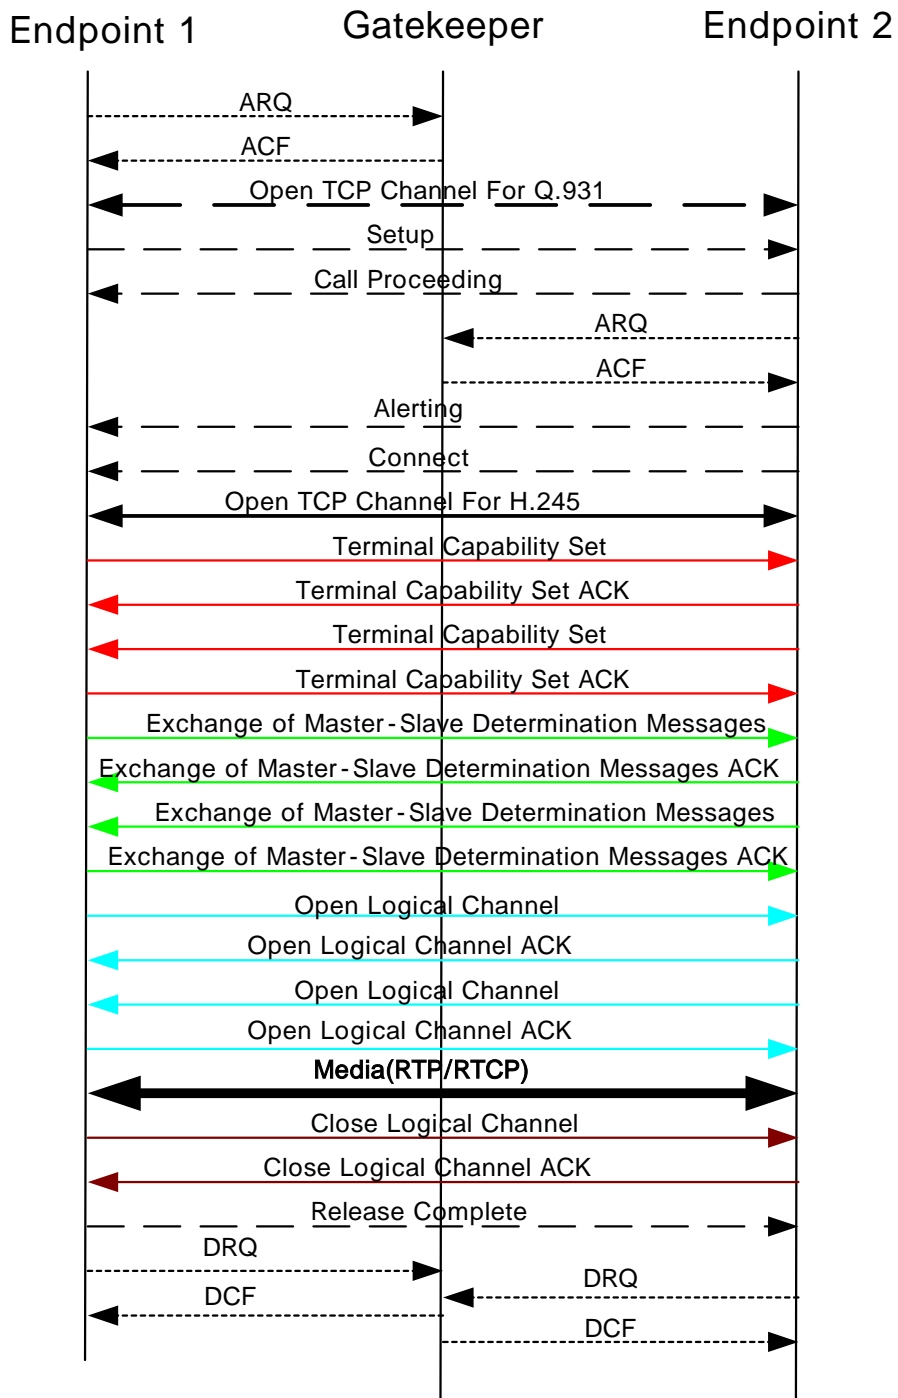 Endpoint 1
Gatekeeper
Endpoint 2
ARQ
ACF
Open TCP Channel For Q.931
Setup
Call Proceeding
ARQ
ACF
Alerting
Connect
Open TCP Channel For H.245
Terminal Capability Set
Terminal Capability Set ACK
Terminal Capability Set
Terminal Capability Set ACK
Exchange of Master-Slave Determination Messages
Exchange of Master-Slave Determination Messages ACK
Exchange of Master-Slave Determination Messages
Exchange of Master-Slave Determination Messages ACK
Open Logical Channel
Open Logical Channel ACK
Open Logical Channel
Open Logical Channel ACK
Media(RTP/RTCP)
Close Logical Channel
Close Logical Channel ACK
Release Complete
DRQ
DRQ
DCF
DCF